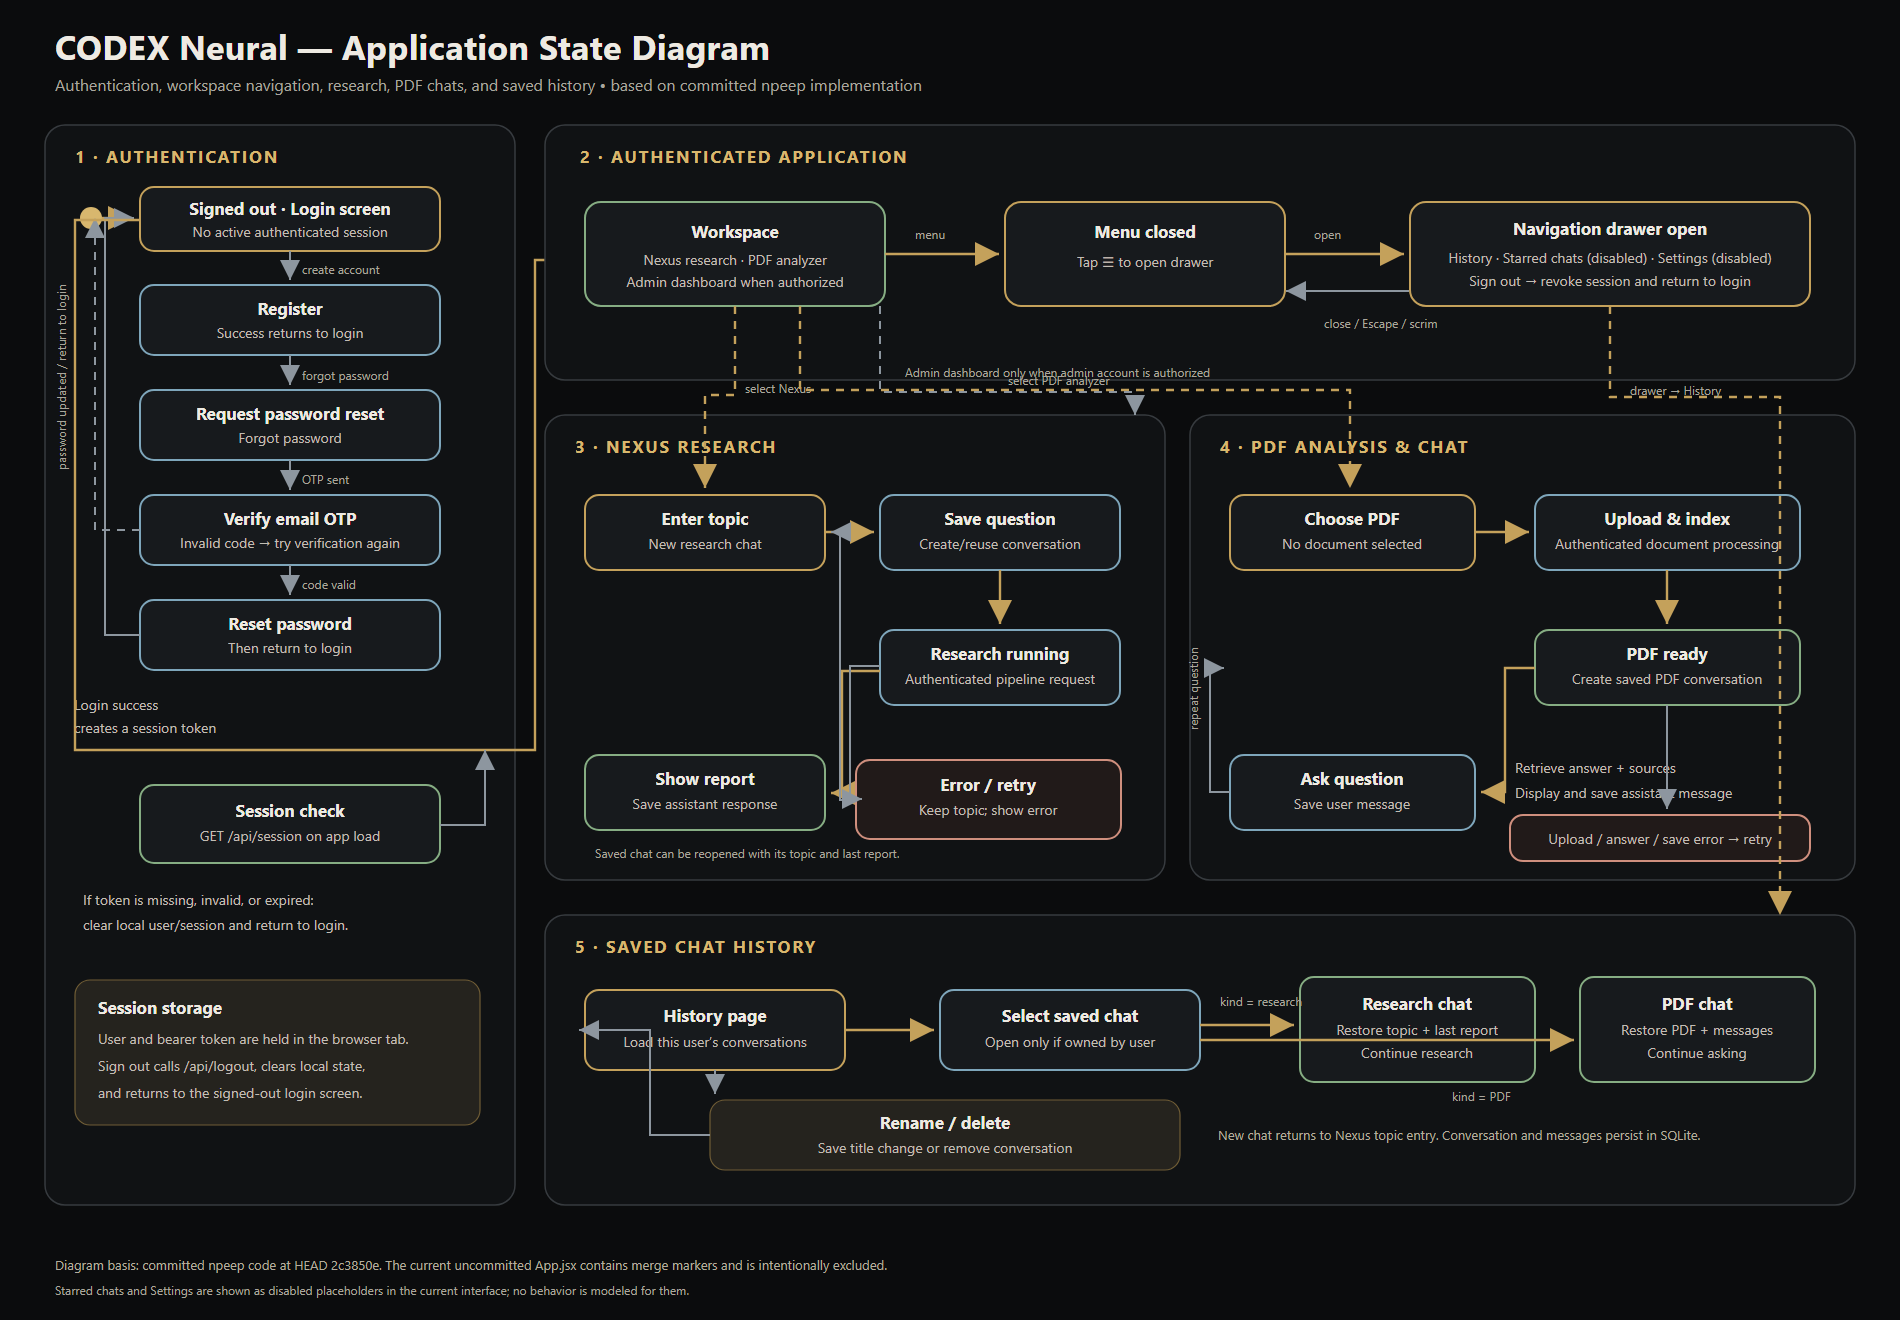 CODEX Neural — Application State Diagram
Authentication, workspace navigation, research, PDF chats, and saved history • based on committed npeep implementation
1 · AUTHENTICATION
Signed out · Login screen
No active authenticated session
create account
Register
Success returns to login
forgot password
Request password reset
Forgot password
OTP sent
Verify email OTP
Invalid code → try verification again
code valid
Reset password
Then return to login
password updated / return to login
Login success
creates a session token
Session check
GET /api/session on app load
If token is missing, invalid, or expired:
clear local user/session and return to login.
Session storage
User and bearer token are held in the browser tab.
Sign out calls /api/logout, clears local state,
and returns to the signed-out login screen.
2 · AUTHENTICATED APPLICATION
Workspace
Nexus research · PDF analyzer
Admin dashboard when authorized
menu
Menu closed
Tap ☰ to open drawer
open
Navigation drawer open
History · Starred chats (disabled) · Settings (disabled)
Sign out → revoke session and return to login
close / Escape / scrim
Admin dashboard only when admin account is authorized
select PDF analyzer
select Nexus
drawer → History
3 · NEXUS RESEARCH
Enter topic
New research chat
Save question
Create/reuse conversation
Research running
Authenticated pipeline request
Show report
Save assistant response
Error / retry
Keep topic; show error
Saved chat can be reopened with its topic and last report.
4 · PDF ANALYSIS & CHAT
Choose PDF
No document selected
Upload & index
Authenticated document processing
PDF ready
Create saved PDF conversation
repeat question
Ask question
Save user message
Retrieve answer + sources
Display and save assistant message
Upload / answer / save error → retry
5 · SAVED CHAT HISTORY
History page
Load this user's conversations
Select saved chat
Open only if owned by user
kind = research
Research chat
Restore topic + last report
Continue research
PDF chat
Restore PDF + messages
Continue asking
kind = PDF
Rename / delete
Save title change or remove conversation
New chat returns to Nexus topic entry. Conversation and messages persist in SQLite.
Diagram basis: committed npeep code at HEAD 2c3850e. The current uncommitted App.jsx contains merge markers and is intentionally excluded.
Starred chats and Settings are shown as disabled placeholders in the current interface; no behavior is modeled for them.